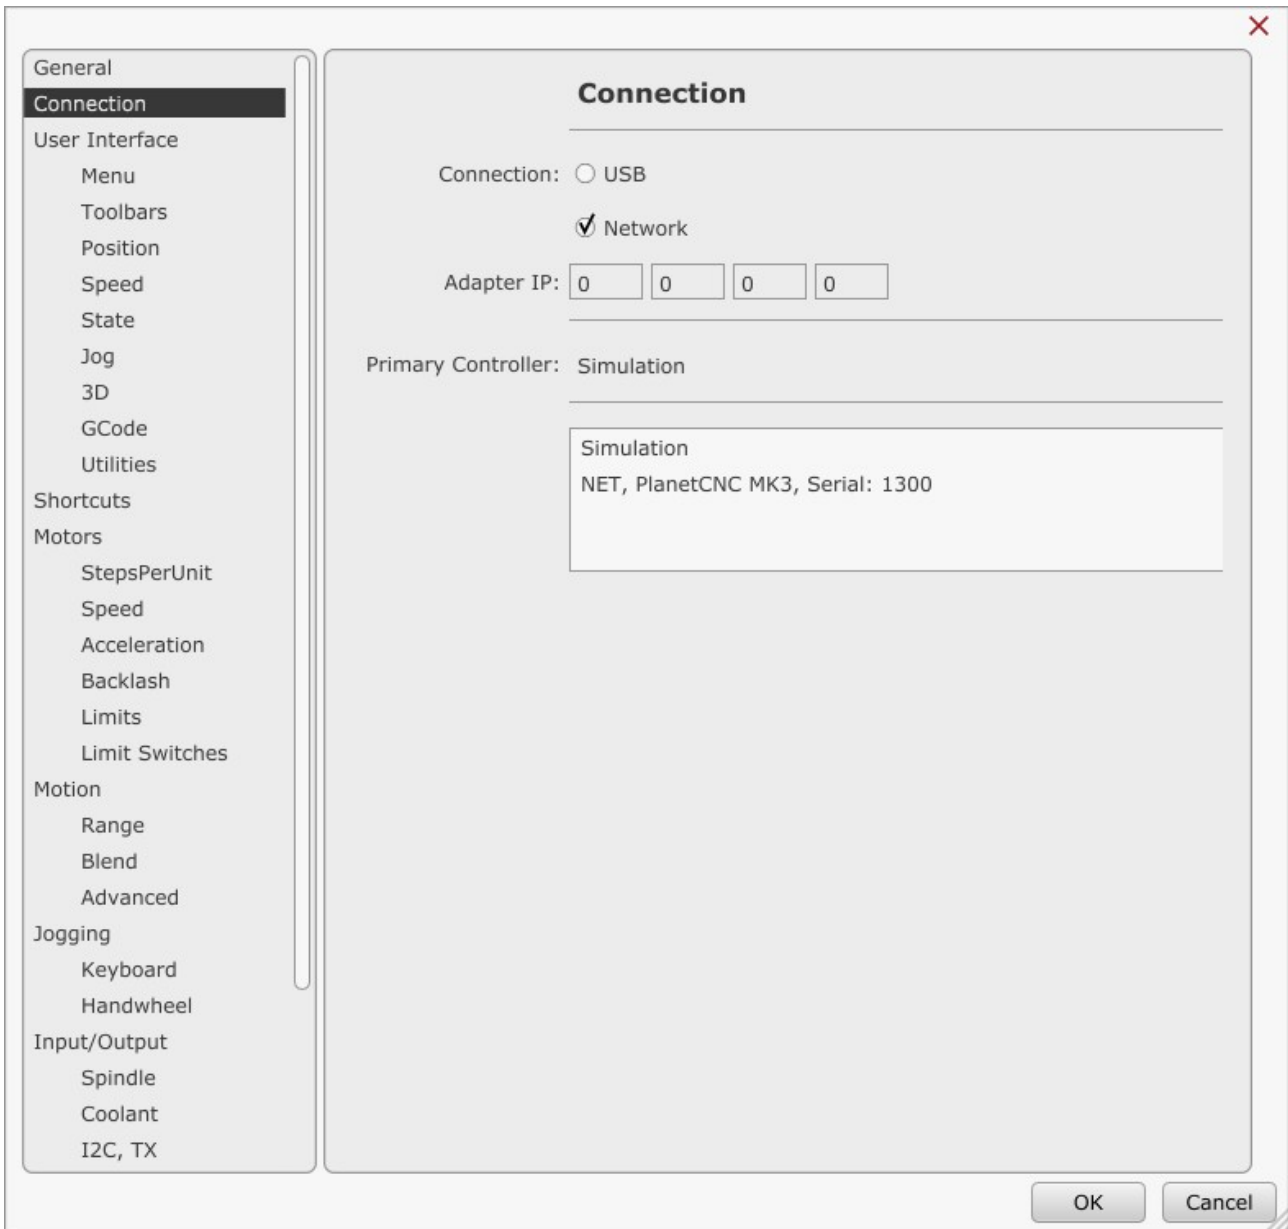 General
Connection
User Interface
Menu
Toolbars
Position
Speed
State
Jog
3D
GCode
Utilities
Shortcuts
Motors
StepsPerUnit
Speed
Acceleration
Backlash
Limits
Limit Switches
Motion
Range
Blend
Advanced
Jogging
Keyboard
Handwheel
Input/Output
Spindle
Coolant
I2C, TX
Connection
Connection: USB
Network
Adapter IP: 0 0 0 0
Primary Controller: Simulation
Simulation
NET, PlanetCNC MK3, Serial: 1300
OK Cancel